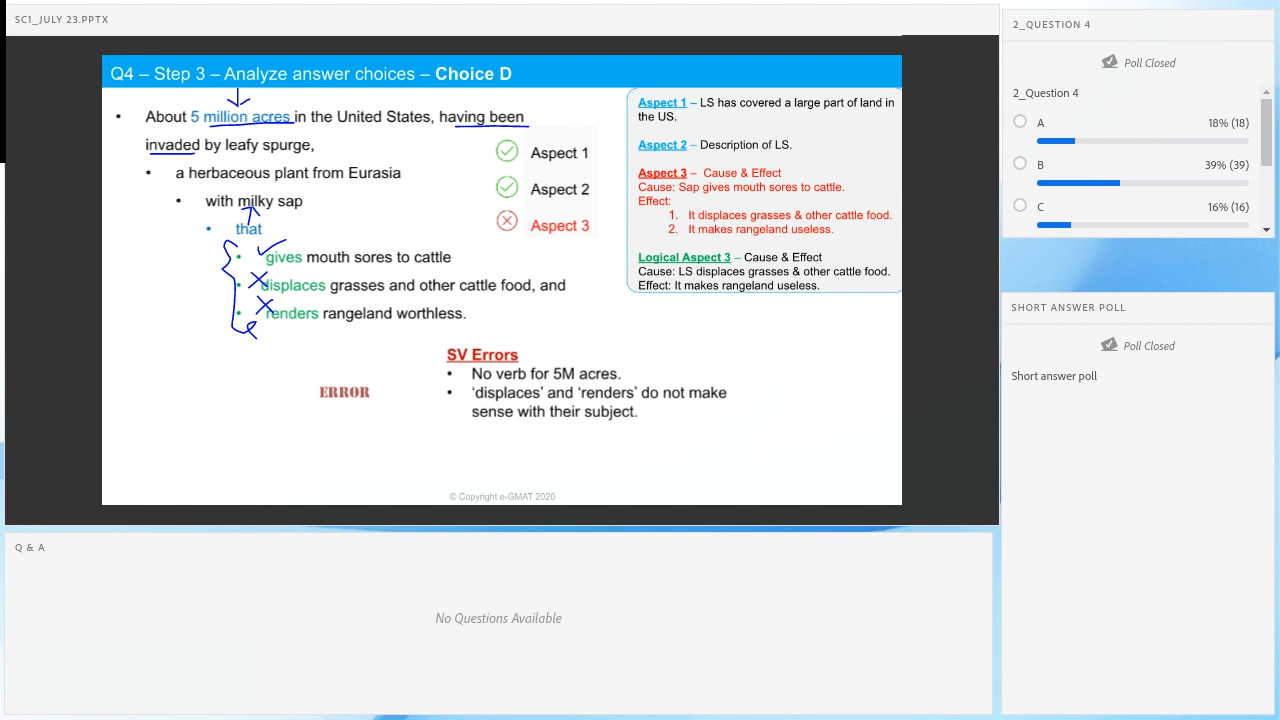 SC1_JULY 23.PPTX
Q4 – Step 3 – Analyze answer choices – Choice D
• About 5 million acres in the United States, having been
invaded by leafy spurge,
• a herbaceous plant from Eurasia
• with milky sap
• that
• gives mouth sores to cattle
• displaces grasses and other cattle food, and
• renders rangeland worthless.
Aspect 1
Aspect 2
Aspect 3
Aspect 1 – LS has covered a large part of land in
the US.
Aspect 2 – Description of LS.
Aspect 3 – Cause & Effect
Cause: Sap gives mouth sores to cattle.
Effect:
1. It displaces grasses & other cattle food.
2. It makes rangeland useless.
Logical Aspect 3 – Cause & Effect
Cause: LS displaces grasses & other cattle food.
Effect: It makes rangeland useless.
ERROR
SV Errors
• No verb for 5M acres.
• ‘displaces’ and ‘renders’ do not make
sense with their subject.
© Copyright e-GMAT 2020
Q & A
No Questions Available
2_QUESTION 4
Poll Closed
2_Question 4
A 18% (18)
B 39% (39)
C 16% (16)
SHORT ANSWER POLL
Poll Closed
Short answer poll